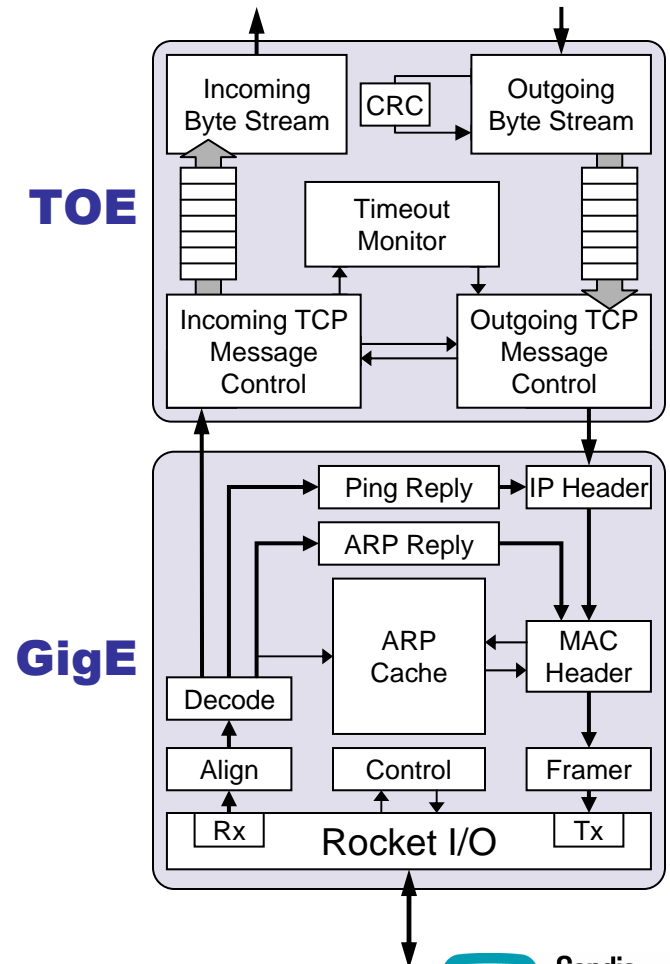 Incoming
Byte Stream
CRC
Outgoing
Byte Stream
TOE
Timeout
Monitor
Incoming TCP
Message
Control
Outgoing TCP
Message
Control
Ping Reply
IP Header
ARP Reply
GigE
ARP
Cache
MAC
Header
Decode
Align
Control
Framer
Rx
Rocket I/O
Tx